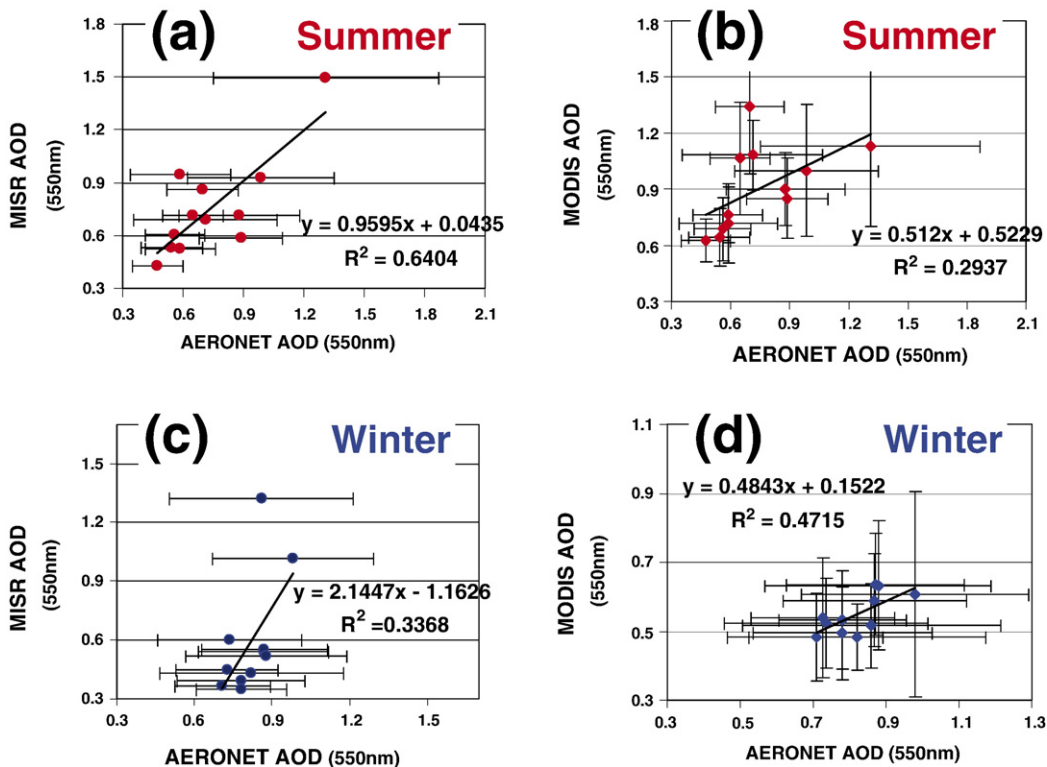 (a) Summer
1.8
1.5
1.2
0.9
0.6
0.3
MISR AOD
(550nm)
y = 0.9595x + 0.0435
R² = 0.6404
0.3 0.6 0.9 1.2 1.5 1.8 2.1
AERONET AOD (550nm)
(b) Summer
1.8
1.5
1.2
0.9
0.6
0.3
MODIS AOD
(550nm)
y = 0.512x + 0.5229
R² = 0.2937
0.3 0.6 0.9 1.2 1.5 1.8 2.1
AERONET AOD (550nm)
(c) Winter
1.5
1.2
0.9
0.6
0.3
MISR AOD
(550nm)
y = 2.1447x - 1.1626
R² =0.3368
0.3 0.6 0.9 1.2 1.5
AERONET AOD (550nm)
(d) Winter
1.1
0.9
0.7
0.5
0.3
MODIS AOD
(550nm)
y = 0.4843x + 0.1522
R² = 0.4715
0.3 0.5 0.7 0.9 1.1 1.3
AERONET AOD (550nm)